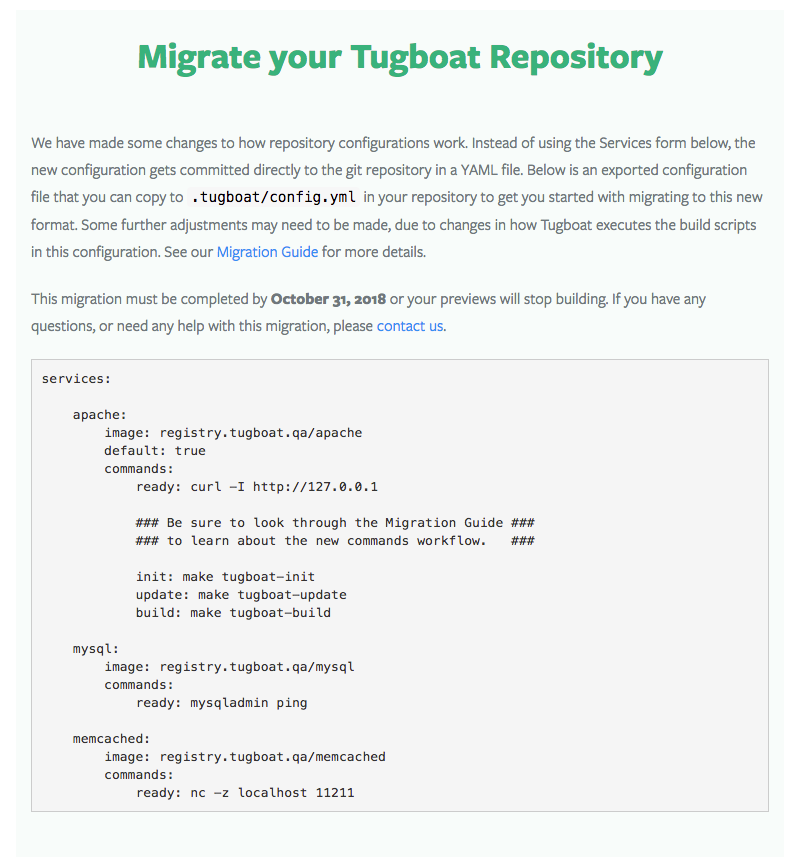 Migrate your Tugboat Repository
We have made some changes to how repository configurations work. Instead of using the Services form below, the
new configuration gets committed directly to the git repository in a YAML file. Below is an exported configuration
file that you can copy to .tugboat/config.yml in your repository to get you started with migrating to this new
format. Some further adjustments may need to be made, due to changes in how Tugboat executes the build scripts
in this configuration. See our Migration Guide for more details.
This migration must be completed by October 31, 2018 or your previews will stop building. If you have any
questions, or need any help with this migration, please contact us.
services:
    apache:
        image: registry.tugboat.qa/apache
        default: true
        commands:
            ready: curl -I http://127.0.0.1
            ### Be sure to look through the Migration Guide ###
            ### to learn about the new commands workflow.   ###
            init: make tugboat-init
            update: make tugboat-update
            build: make tugboat-build
    mysql:
        image: registry.tugboat.qa/mysql
        commands:
            ready: mysqladmin ping
    memcached:
        image: registry.tugboat.qa/memcached
        commands:
            ready: nc -z localhost 11211